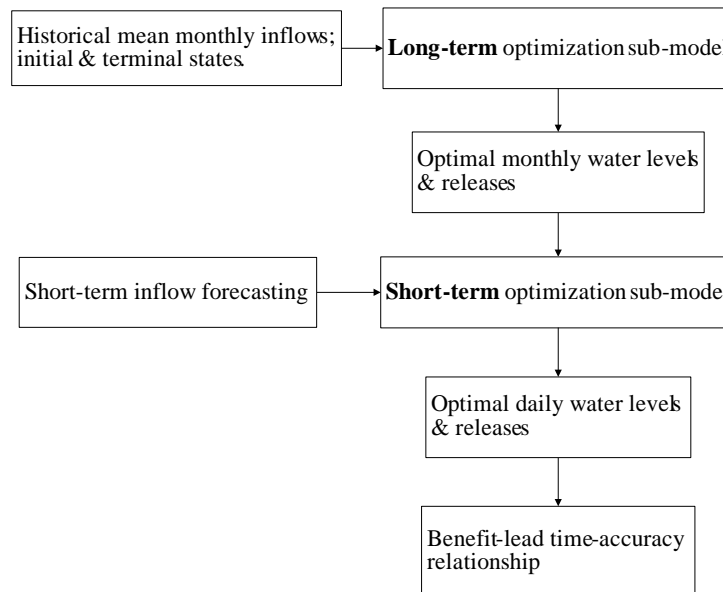 Historical mean monthly inflows;
initial & terminal states.
Long-term optimization sub-model
Optimal monthly water levels
& releases
Short-term inflow forecasting
Short-term optimization sub-model
Optimal daily water levels
& releases
Benefit-lead time-accuracy
relationship